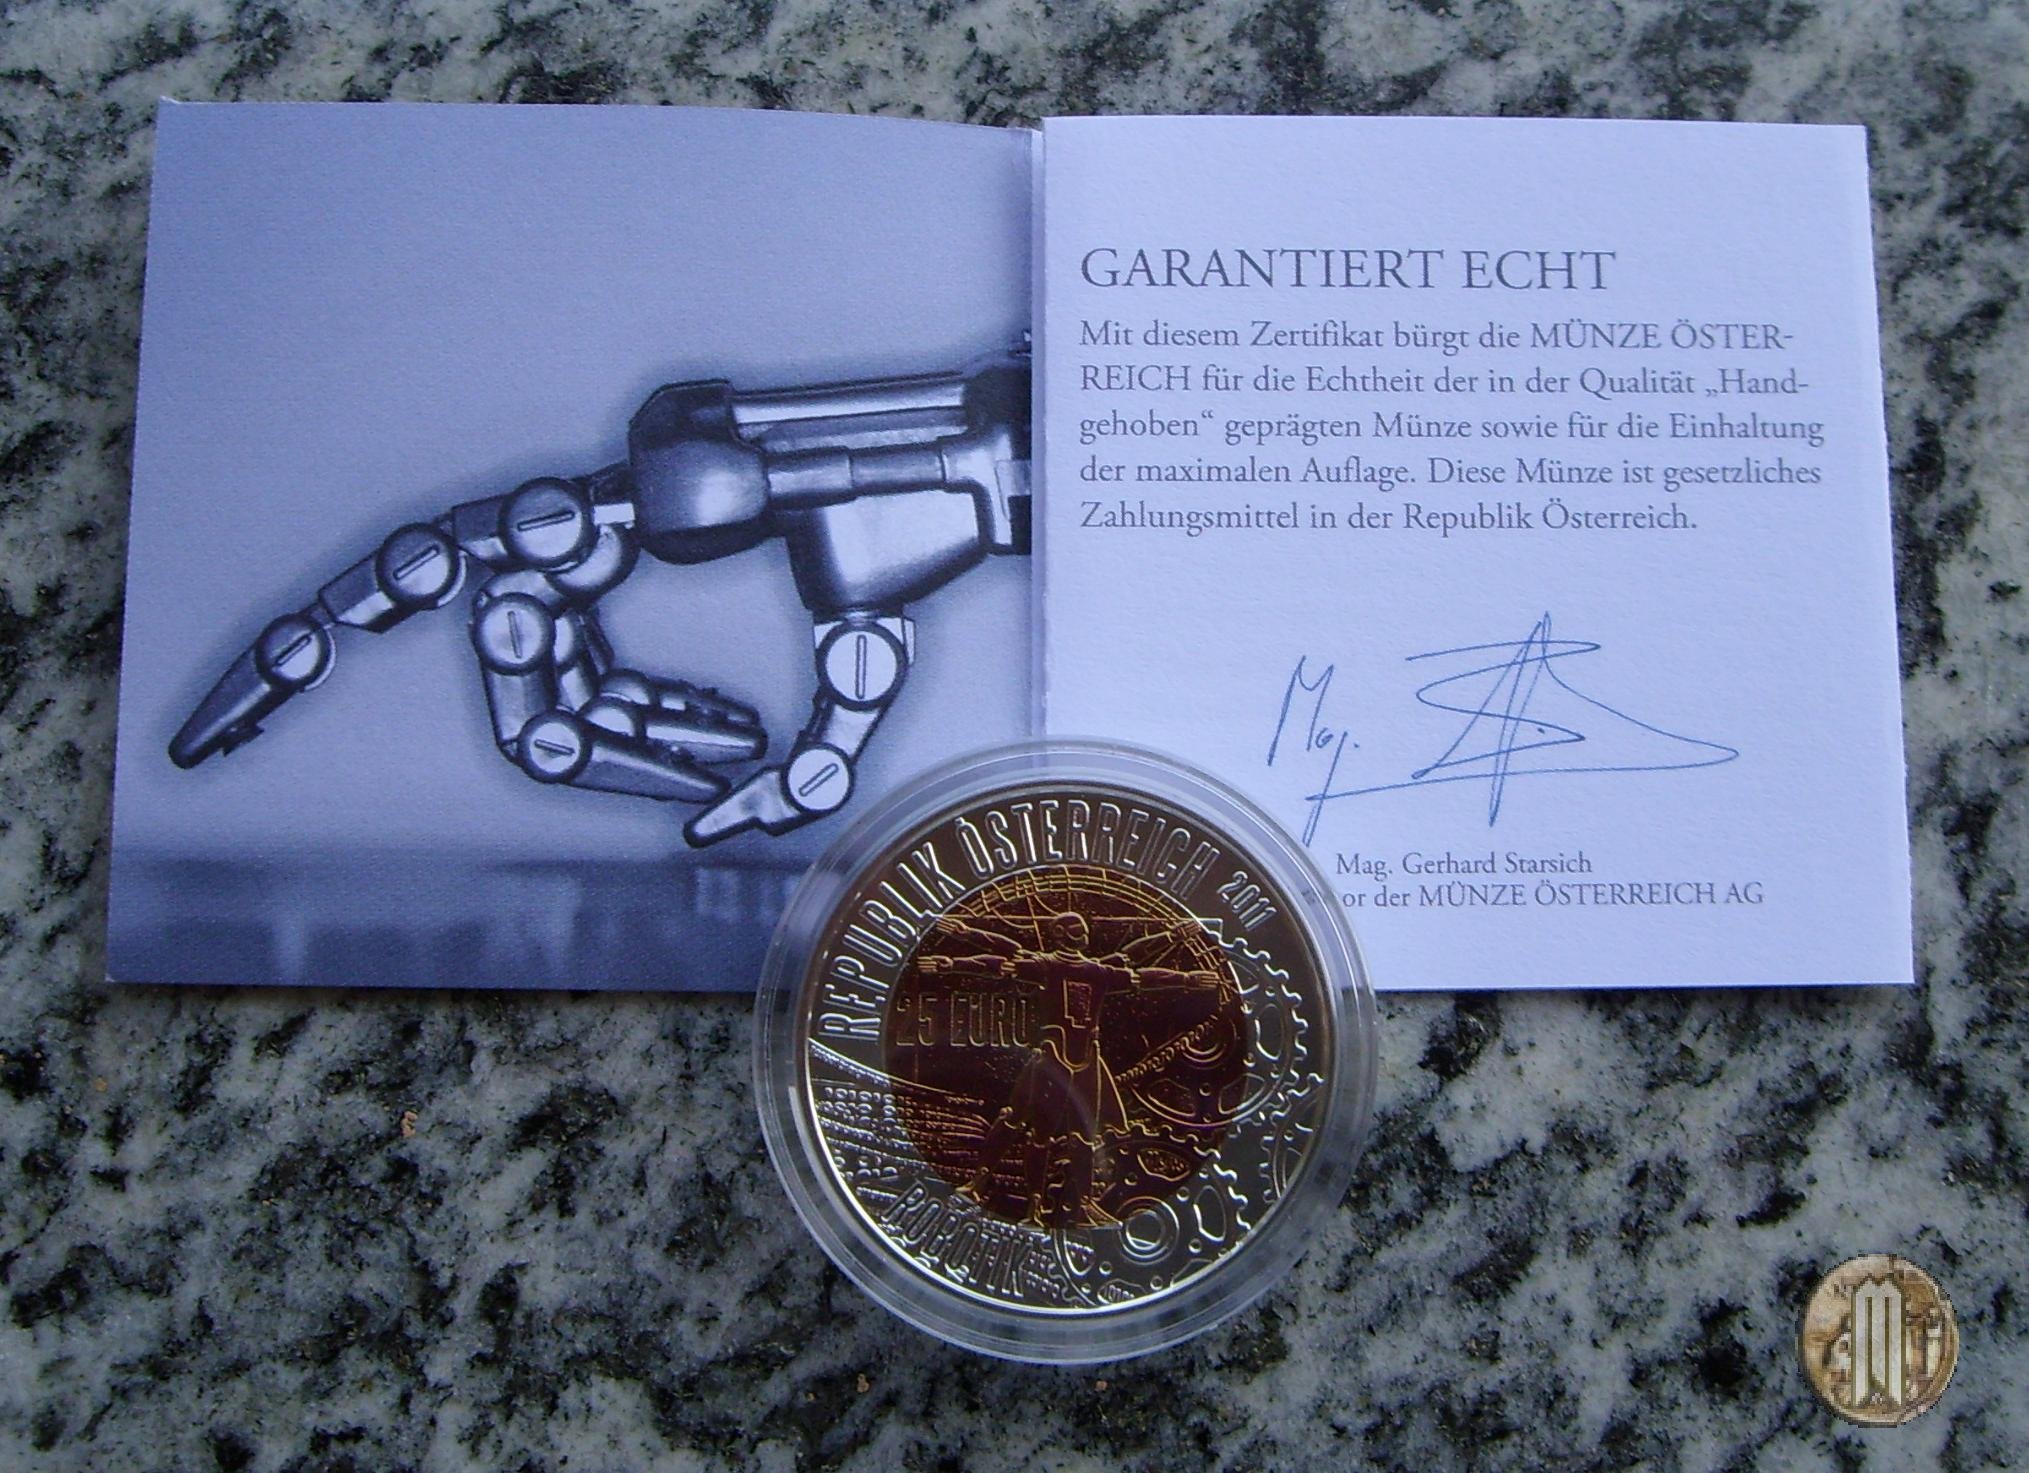 GARANTIERT ECHT
Mit diesem Zertifikat bürgt die MÜNZE ÖSTER-
REICH für die Echtheit der in der Qualität „Hand-
gehoben“ geprägten Münze sowie für die Einhaltung
der maximalen Auflage. Diese Münze ist gesetzliches
Zahlungsmittel in der Republik Österreich.
Mag.
Mag. Gerhard Starsich
or der MÜNZE ÖSTERREICH AG
REPUBLIK ÖSTERREICH 2011
25 EURO
ROBOTIK
M